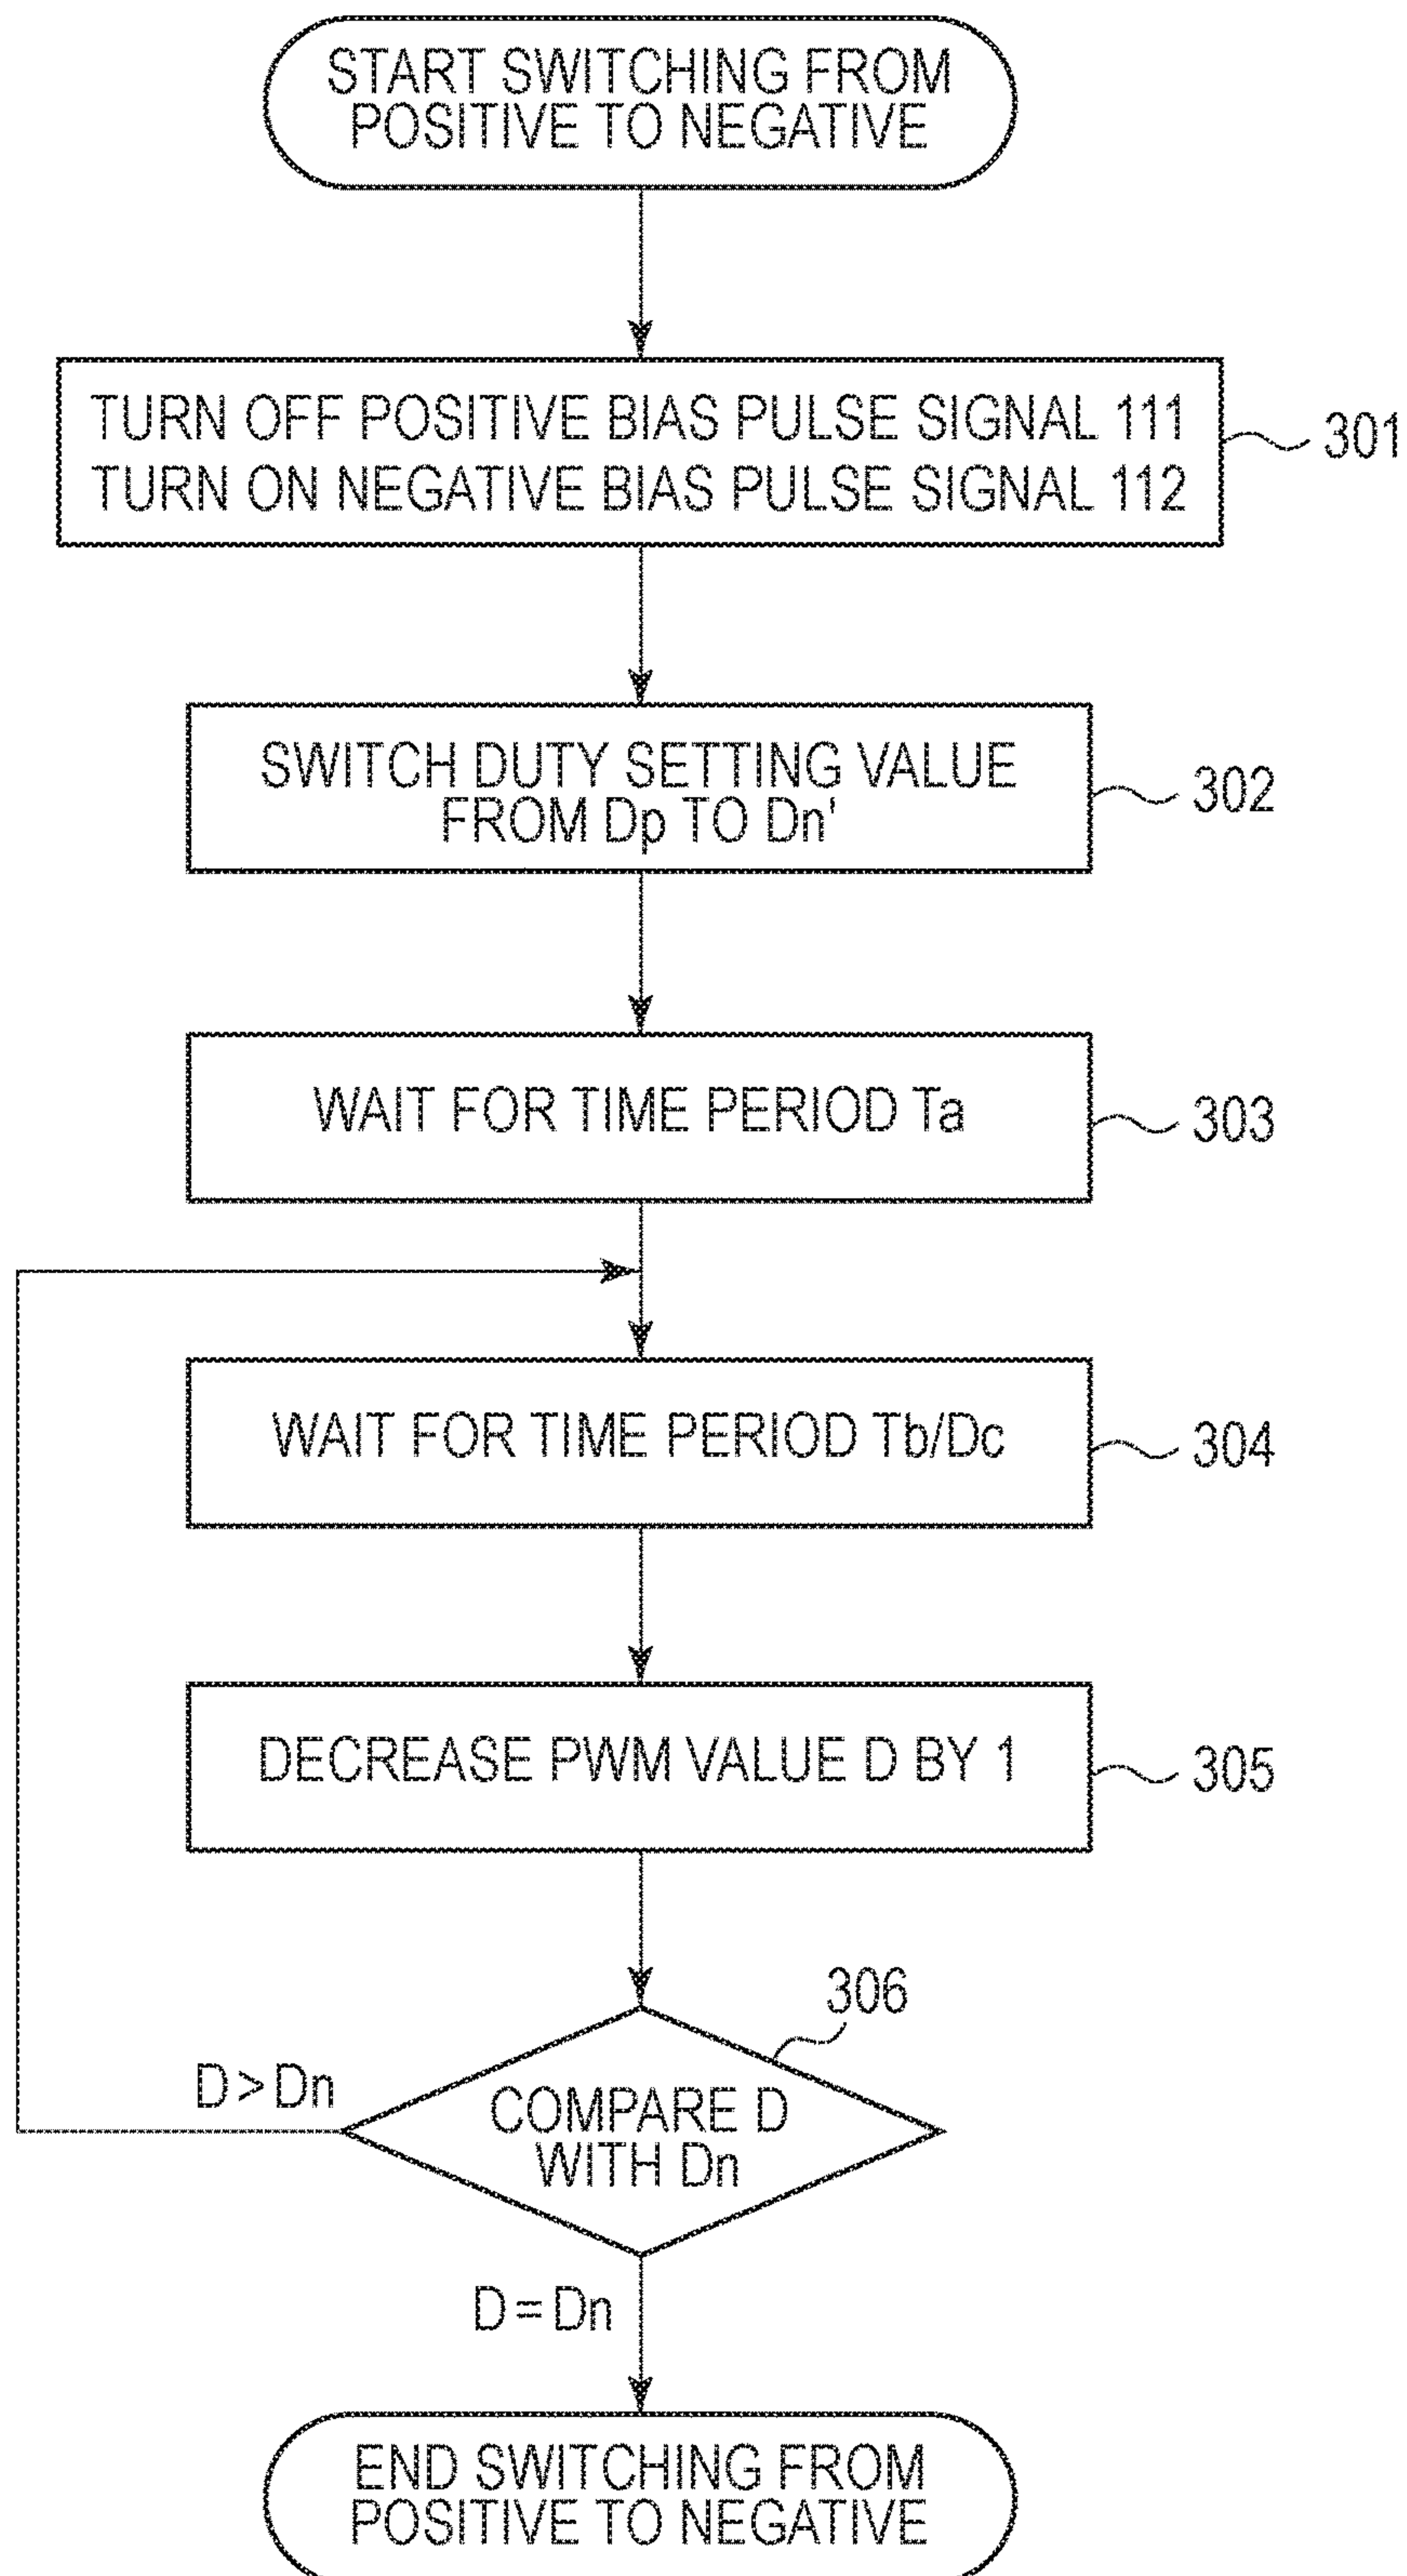 START SWITCHING FROM
POSITIVE TO NEGATIVE
TURN OFF POSITIVE BIAS PULSE SIGNAL 111
TURN ON NEGATIVE BIAS PULSE SIGNAL 112
301
SWITCH DUTY SETTING VALUE
FROM Dp TO Dn'
302
WAIT FOR TIME PERIOD Ta
303
WAIT FOR TIME PERIOD Tb/Dc
304
DECREASE PWM VALUE D BY 1
305
306
D>Dn
COMPARE D
WITH Dn
D=Dn
END SWITCHING FROM
POSITIVE TO NEGATIVE